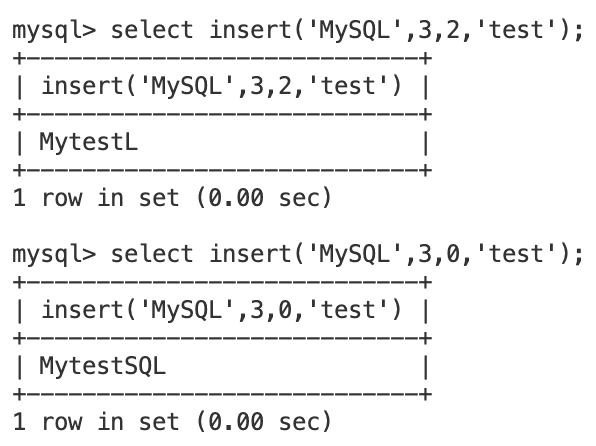 mysql> select insert('MySQL',3,2,'test');
+----------------------------+
| insert('MySQL',3,2,'test') |
+----------------------------+
| MytestL                    |
+----------------------------+
1 row in set (0.00 sec)

mysql> select insert('MySQL',3,0,'test');
+----------------------------+
| insert('MySQL',3,0,'test') |
+----------------------------+
| MytestSQL                  |
+----------------------------+
1 row in set (0.00 sec)